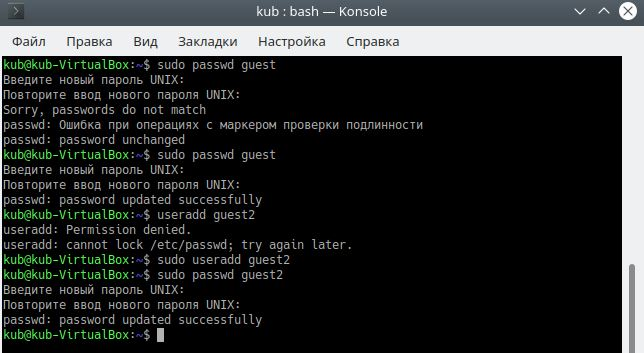 kub : bash — Konsole
Файл Правка Вид Закладки Настройка Справка
kub@kub-VirtualBox:~$ sudo passwd guest
Введите новый пароль UNIX:
Повторите ввод нового пароля UNIX:
Sorry, passwords do not match
passwd: Ошибка при операциях с маркером проверки подлинности
passwd: password unchanged
kub@kub-VirtualBox:~$ sudo passwd guest
Введите новый пароль UNIX:
Повторите ввод нового пароля UNIX:
passwd: password updated successfully
kub@kub-VirtualBox:~$ useradd guest2
useradd: Permission denied.
useradd: cannot lock /etc/passwd; try again later.
kub@kub-VirtualBox:~$ sudo useradd guest2
kub@kub-VirtualBox:~$ sudo passwd guest2
Введите новый пароль UNIX:
Повторите ввод нового пароля UNIX:
passwd: password updated successfully
kub@kub-VirtualBox:~$